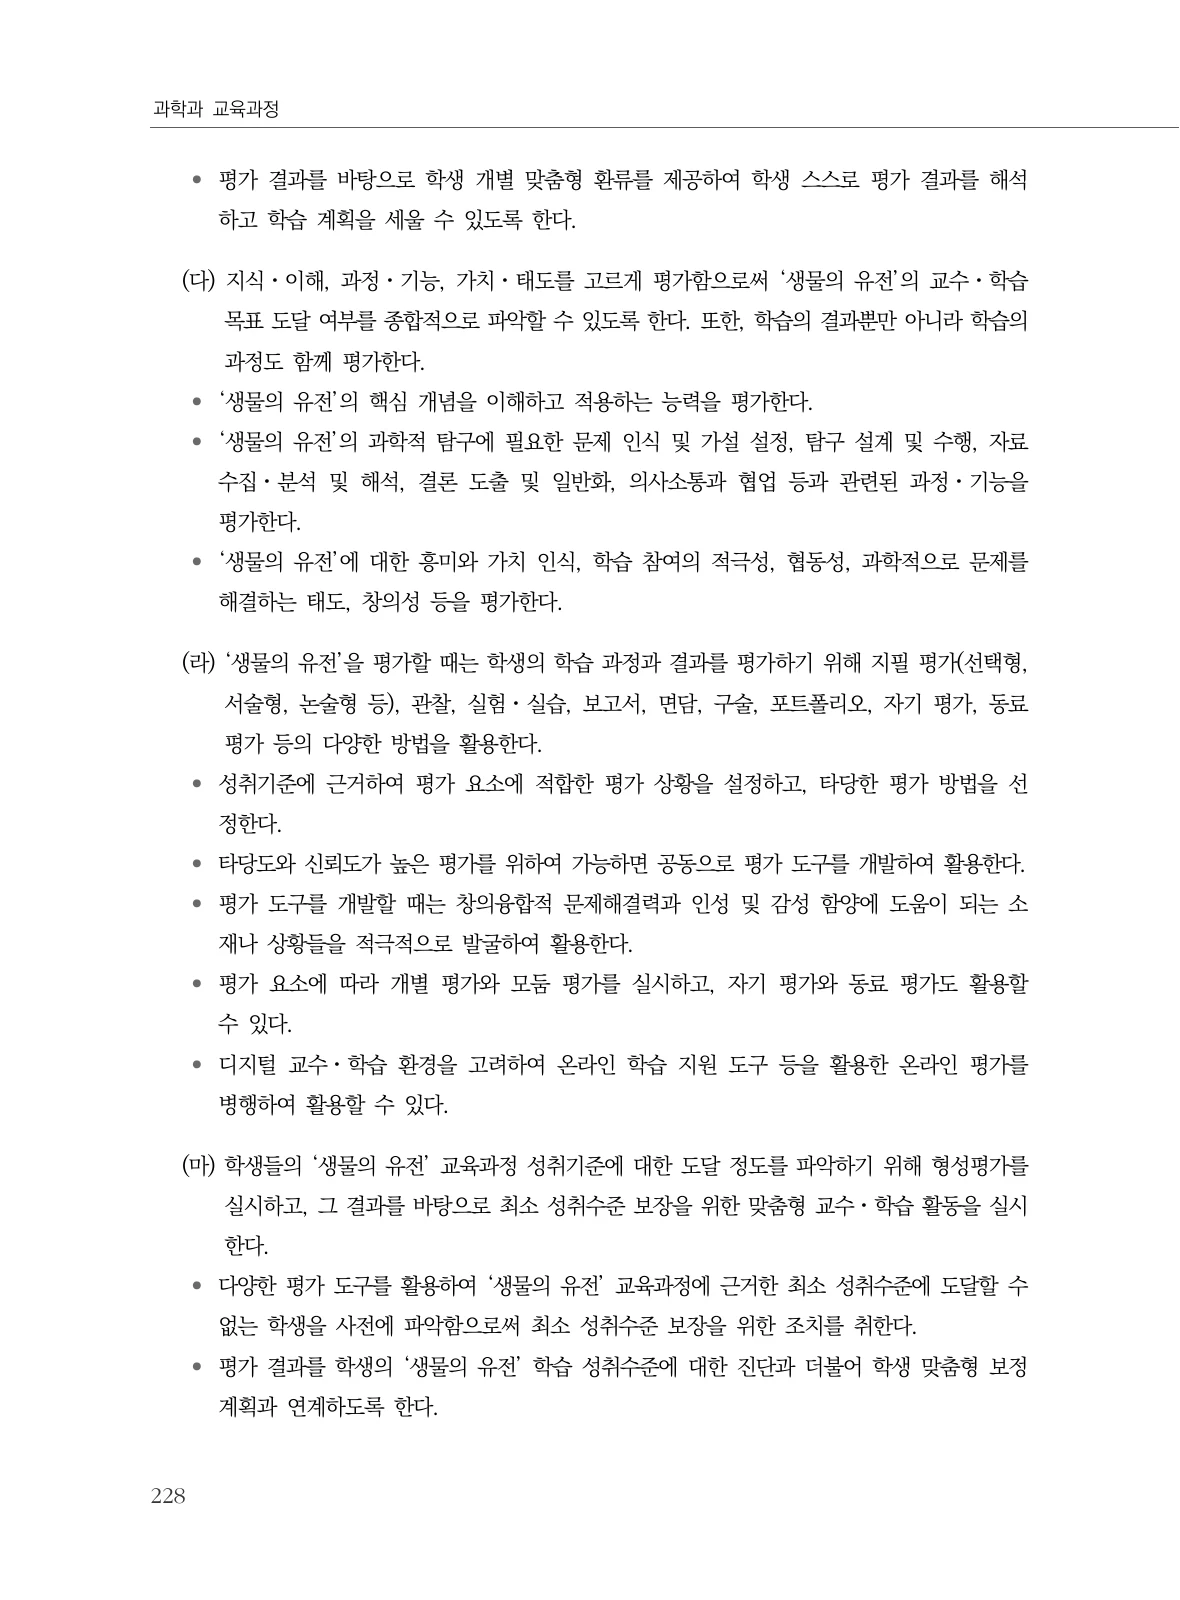 과학과 교육과정
• 평가 결과를 바탕으로 학생 개별 맞춤형 환류를 제공하여 학생 스스로 평가 결과를 해석
하고 학습 계획을 세울 수 있도록 한다.
(다) 지식·이해, 과정·기능, 가치·태도를 고르게 평가함으로써 ‘생물의 유전’의 교수·학습
목표 도달 여부를 종합적으로 파악할 수 있도록 한다. 또한, 학습의 결과뿐만 아니라 학습의
과정도 함께 평가한다.
• ‘생물의 유전’의 핵심 개념을 이해하고 적용하는 능력을 평가한다.
• ‘생물의 유전’의 과학적 탐구에 필요한 문제 인식 및 가설 설정, 탐구 설계 및 수행, 자료
수집·분석 및 해석, 결론 도출 및 일반화, 의사소통과 협업 등과 관련된 과정·기능을
평가한다.
• ‘생물의 유전’에 대한 흥미와 가치 인식, 학습 참여의 적극성, 협동성, 과학적으로 문제를
해결하는 태도, 창의성 등을 평가한다.
(라) ‘생물의 유전’을 평가할 때는 학생의 학습 과정과 결과를 평가하기 위해 지필 평가(선택형,
서술형, 논술형 등), 관찰, 실험·실습, 보고서, 면담, 구술, 포트폴리오, 자기 평가, 동료
평가 등의 다양한 방법을 활용한다.
• 성취기준에 근거하여 평가 요소에 적합한 평가 상황을 설정하고, 타당한 평가 방법을 선
정한다.
• 타당도와 신뢰도가 높은 평가를 위하여 가능하면 공동으로 평가 도구를 개발하여 활용한다.
• 평가 도구를 개발할 때는 창의융합적 문제해결력과 인성 및 감성 함양에 도움이 되는 소
재나 상황들을 적극적으로 발굴하여 활용한다.
• 평가 요소에 따라 개별 평가와 모둠 평가를 실시하고, 자기 평가와 동료 평가도 활용할
수 있다.
• 디지털 교수·학습 환경을 고려하여 온라인 학습 지원 도구 등을 활용한 온라인 평가를
병행하여 활용할 수 있다.
(마) 학생들의 ‘생물의 유전’ 교육과정 성취기준에 대한 도달 정도를 파악하기 위해 형성평가를
실시하고, 그 결과를 바탕으로 최소 성취수준 보장을 위한 맞춤형 교수·학습 활동을 실시
한다.
• 다양한 평가 도구를 활용하여 ‘생물의 유전’ 교육과정에 근거한 최소 성취수준에 도달할 수
없는 학생을 사전에 파악함으로써 최소 성취수준 보장을 위한 조치를 취한다.
• 평가 결과를 학생의 ‘생물의 유전’ 학습 성취수준에 대한 진단과 더불어 학생 맞춤형 보정
계획과 연계하도록 한다.
228